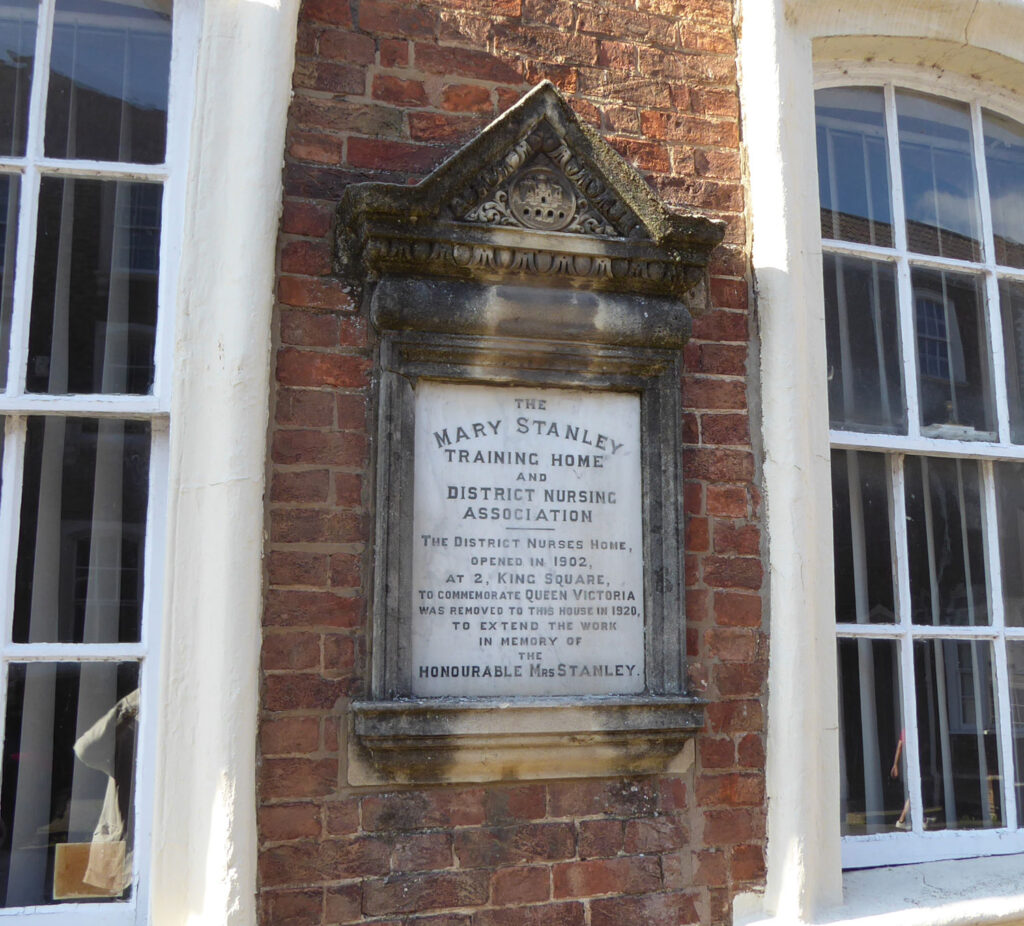 THE
MARY STANLEY
TRAINING HOME
AND
DISTRICT NURSING
ASSOCIATION
THE DISTRICT NURSES HOME,
OPENED IN 1902,
AT 2, KING SQUARE,
TO COMMEMORATE QUEEN VICTORIA
WAS REMOVED TO THIS HOUSE IN 1920,
TO EXTEND THE WORK
IN MEMORY OF
THE
HONOURABLE MRS STANLEY.